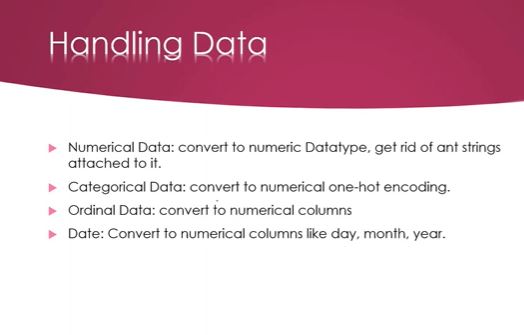 Handling Data
Numerical Data: convert to numeric Datatype, get rid of ant strings
attached to it.
Categorical Data: convert to numerical one-hot encoding.
Ordinal Data: convert to numerical columns
Date: Convert to numerical columns like day, month, year.